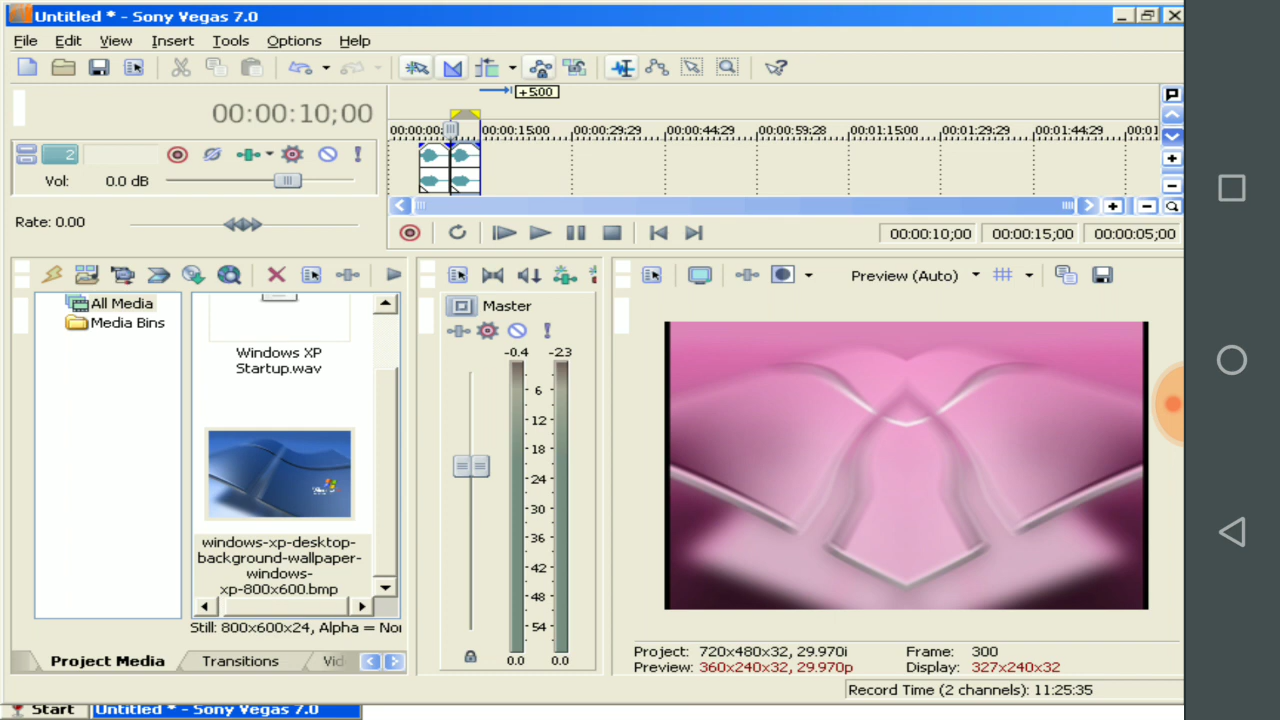 Untitled * - Sony Vegas 7.0
File Edit View Insert Tools Options Help
+5:00
00:00:10;00
00:00:00; 00:00:15:00 00:00:29;29 00:00:44;29 00:00:59;28 00:01:15:00 00:01:29;29 00:01:44;29 00:01
2
Vol: 0.0 dB
Rate: 0.00
00:00:10;00 00:00:15;00 00:00:05;00
Preview (Auto)
All Media
Media Bins
Windows XP
Startup.wav
windows-xp-desktop-
background-wallpaper-
windows-
xp-800x600.bmp
Still: 800x600x24, Alpha = Non
Project Media Transitions Vid
Master
-0.4 -23
6
12
18
24
30
36
42
48
54
0.0 0.0
Project: 720x480x32, 29.970i Frame: 300
Preview: 360x240x32, 29.970p Display: 327x240x32
Record Time (2 channels): 11:25:35
Start Untitled * - Sony Vegas 7.0